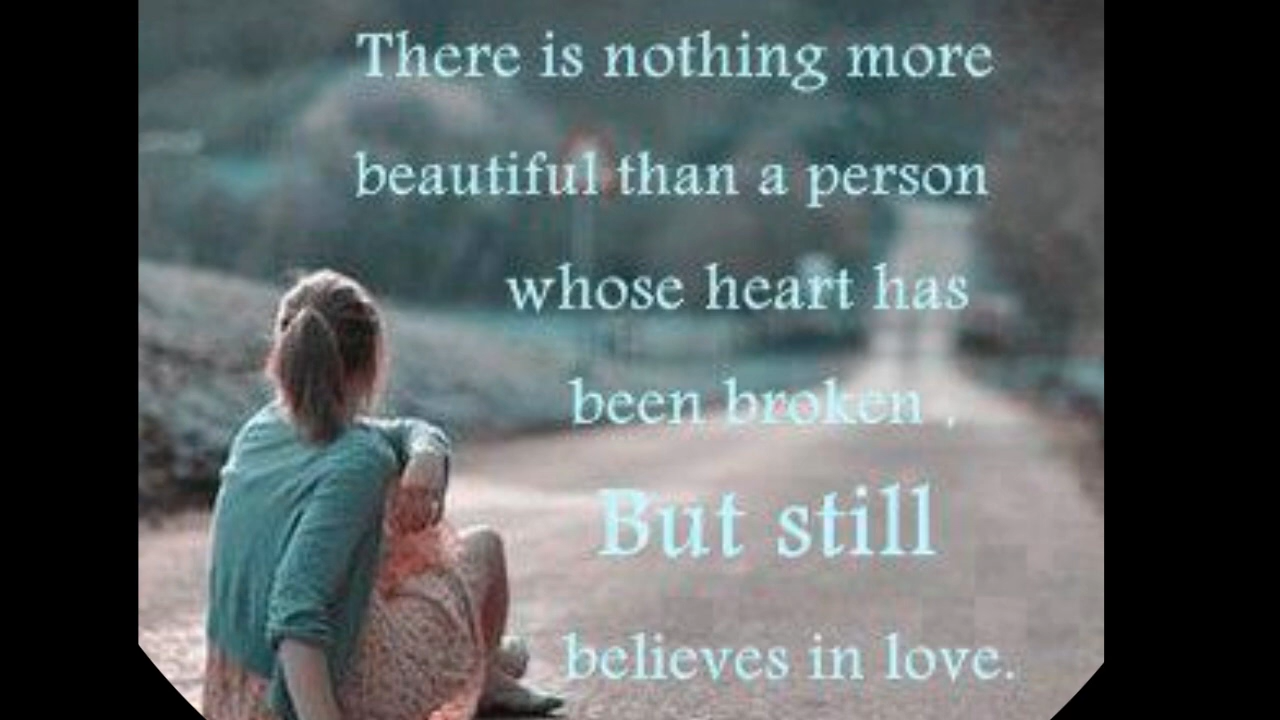 There is nothing more
beautiful than a person
whose heart has
been broken .
But still
believes in love.